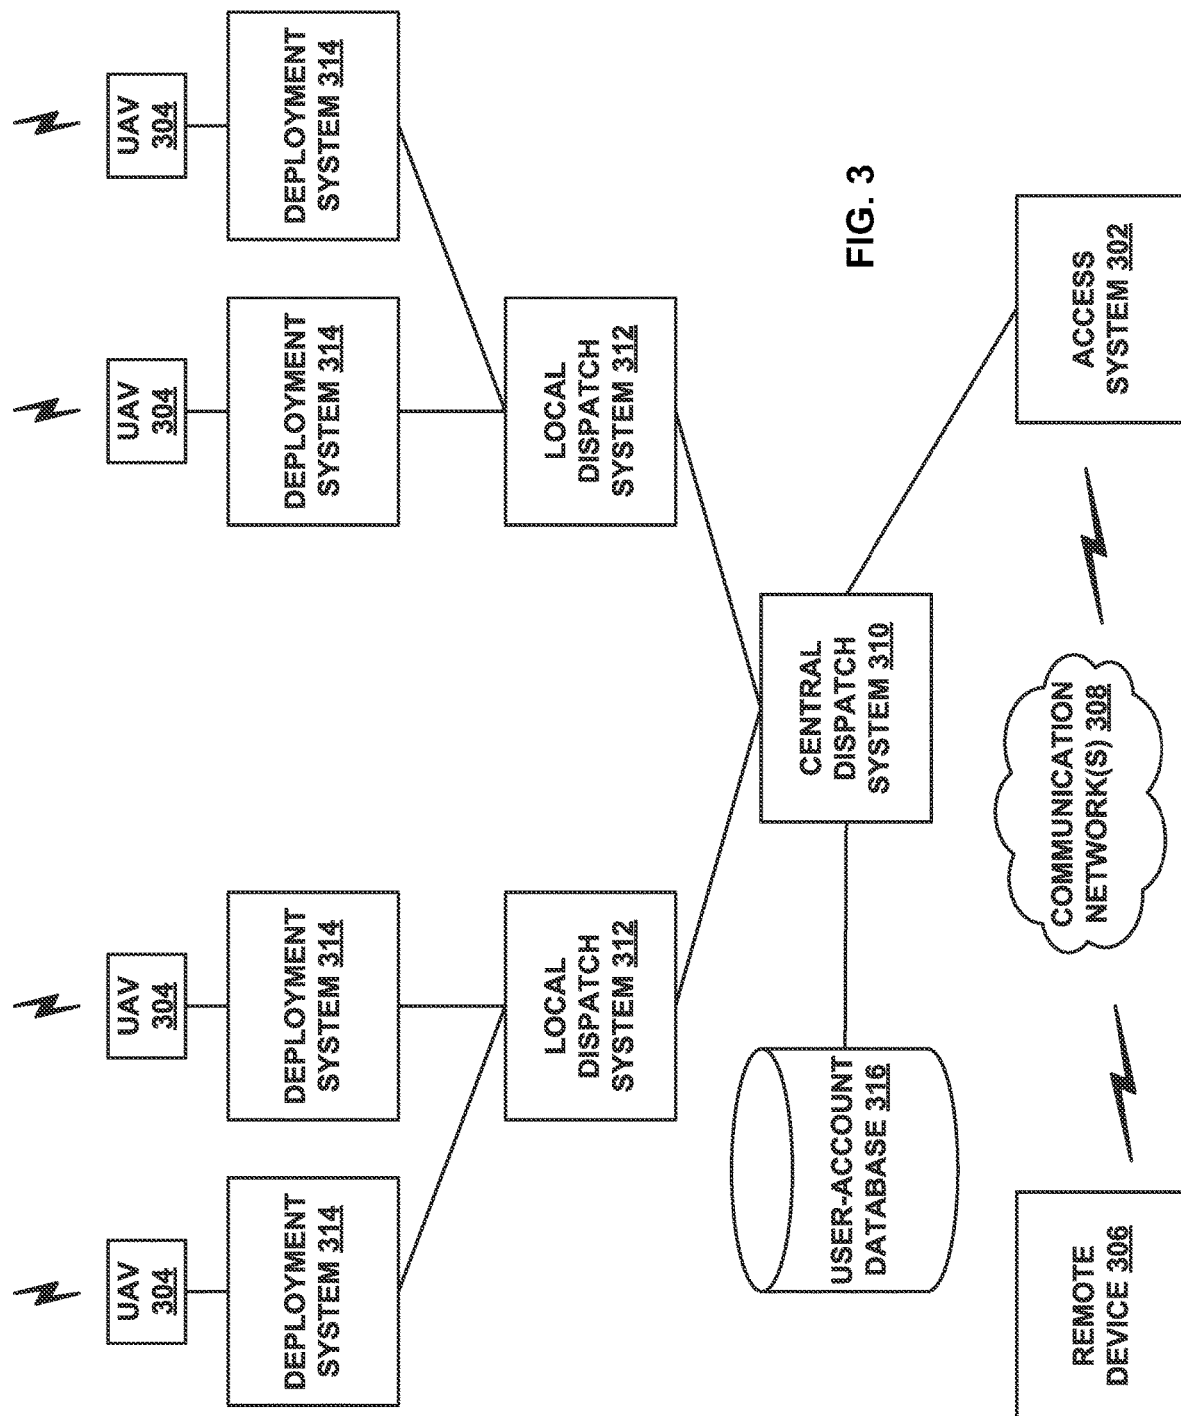 UAV
304
UAV
304
UAV
304
UAV
304
DEPLOYMENT
SYSTEM 314
DEPLOYMENT
SYSTEM 314
DEPLOYMENT
SYSTEM 314
DEPLOYMENT
SYSTEM 314
LOCAL
DISPATCH
SYSTEM 312
LOCAL
DISPATCH
SYSTEM 312
USER-ACCOUNT
DATABASE 316
CENTRAL
DISPATCH
SYSTEM 310
FIG. 3
REMOTE
DEVICE 306
COMMUNICATION
NETWORK(S) 308
ACCESS
SYSTEM 302